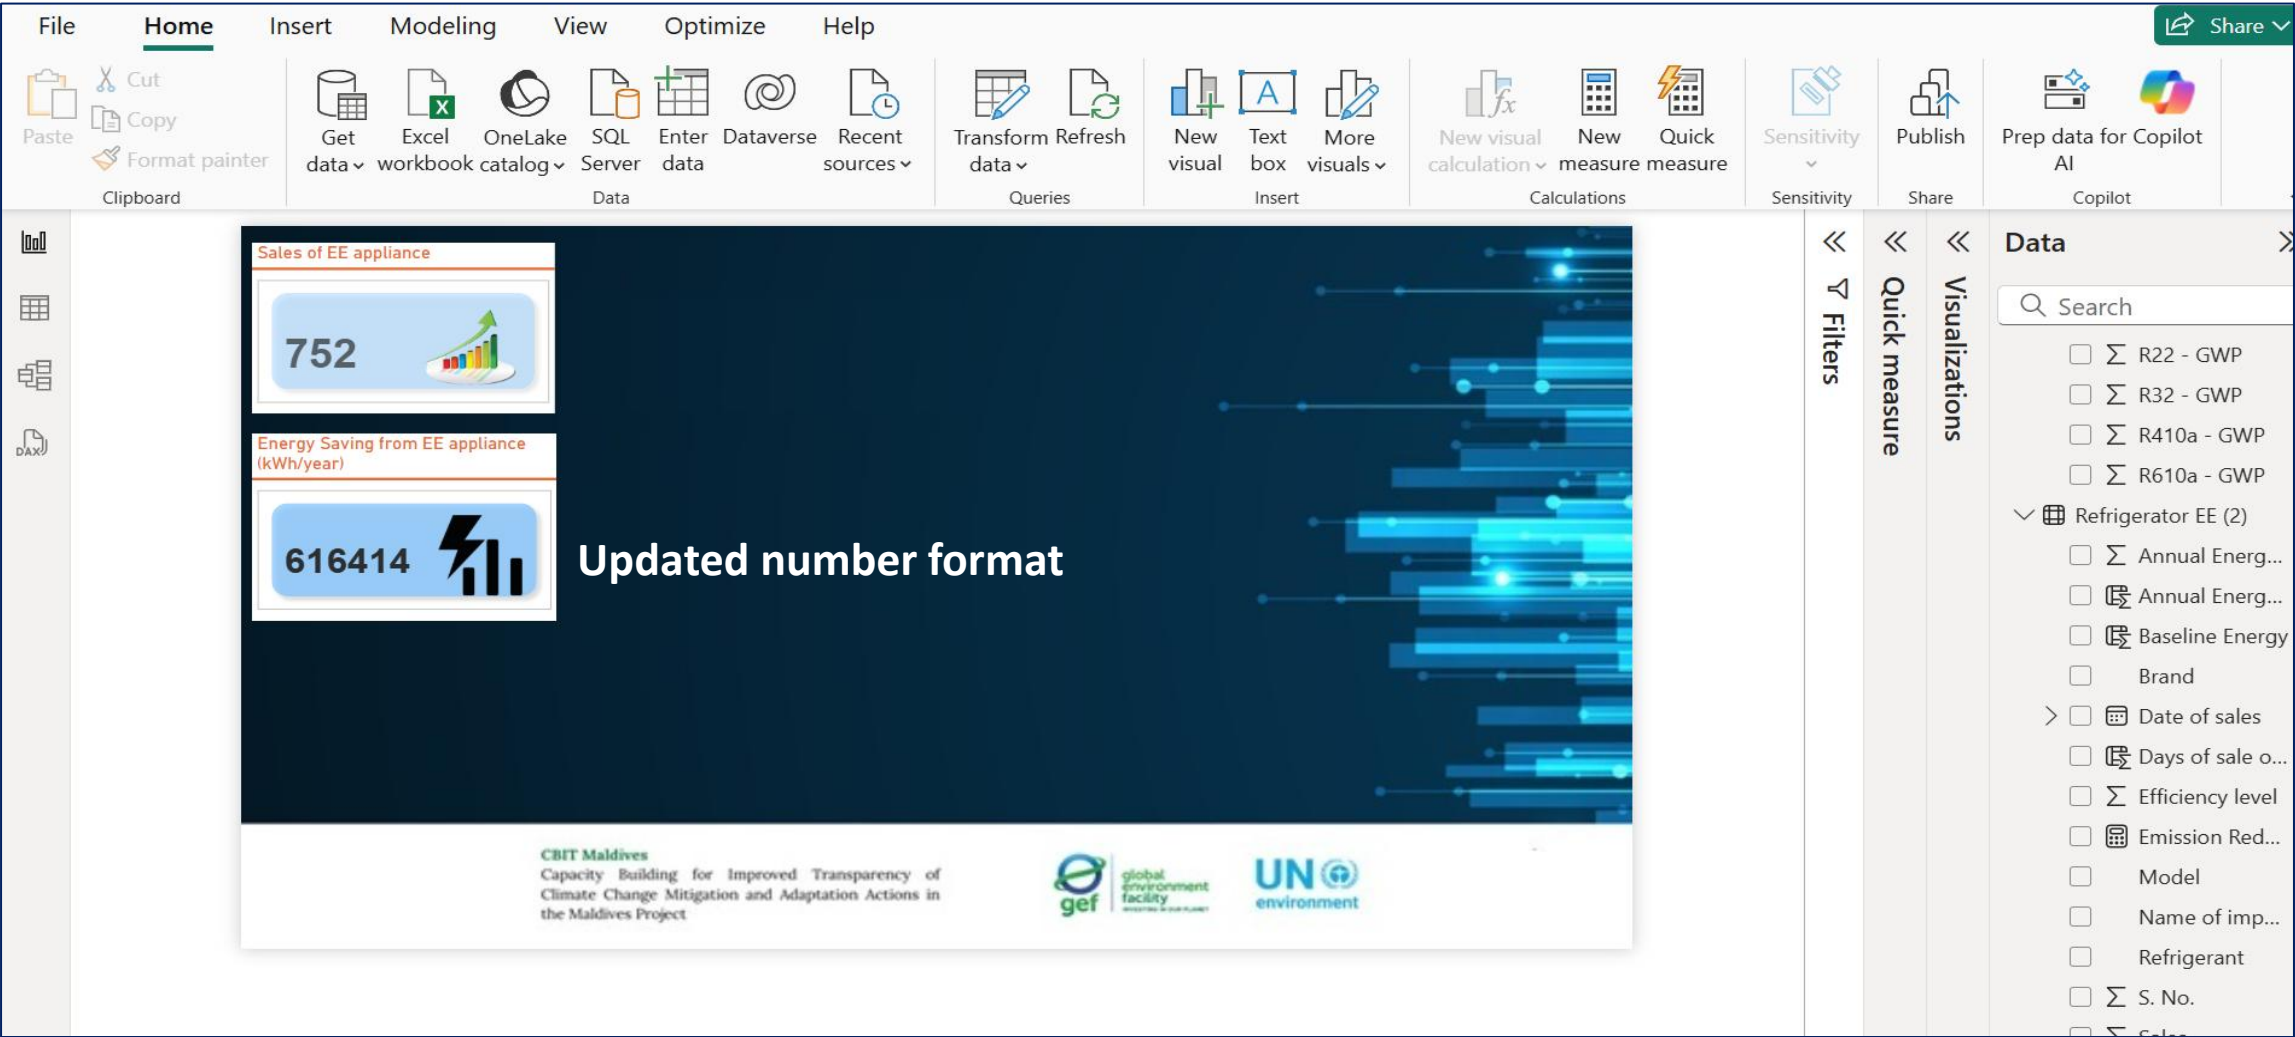 File Home Insert Modeling View Optimize Help Share
Paste
Cut
Copy
Format painter
Clipboard
Get data
Excel workbook
OneLake catalog
SQL Server
Enter data
Dataverse
Recent sources
Data
Transform data
Refresh
Queries
New visual
Text box
More visuals
Insert
New visual calculation
New measure
Quick measure
Calculations
Sensitivity
Sensitivity
Publish
Share
Prep data for AI
Copilot
Copilot
DAX
Sales of EE appliance
752
Energy Saving from EE appliance
(kWh/year)
616414
Updated number format
CBIT Maldives
Capacity Building for Improved Transparency of
Climate Change Mitigation and Adaptation Actions in
the Maldives Project
gef
global
environment
facility
INVESTING IN OUR PLANET
UN
environment
Filters
Quick measure
Visualizations
Data
Search
R22 - GWP
R32 - GWP
R410a - GWP
R610a - GWP
Refrigerator EE (2)
Annual Energ...
Annual Energ...
Baseline Energy
Brand
Date of sales
Days of sale o...
Efficiency level
Emission Red...
Model
Name of imp...
Refrigerant
S. No.